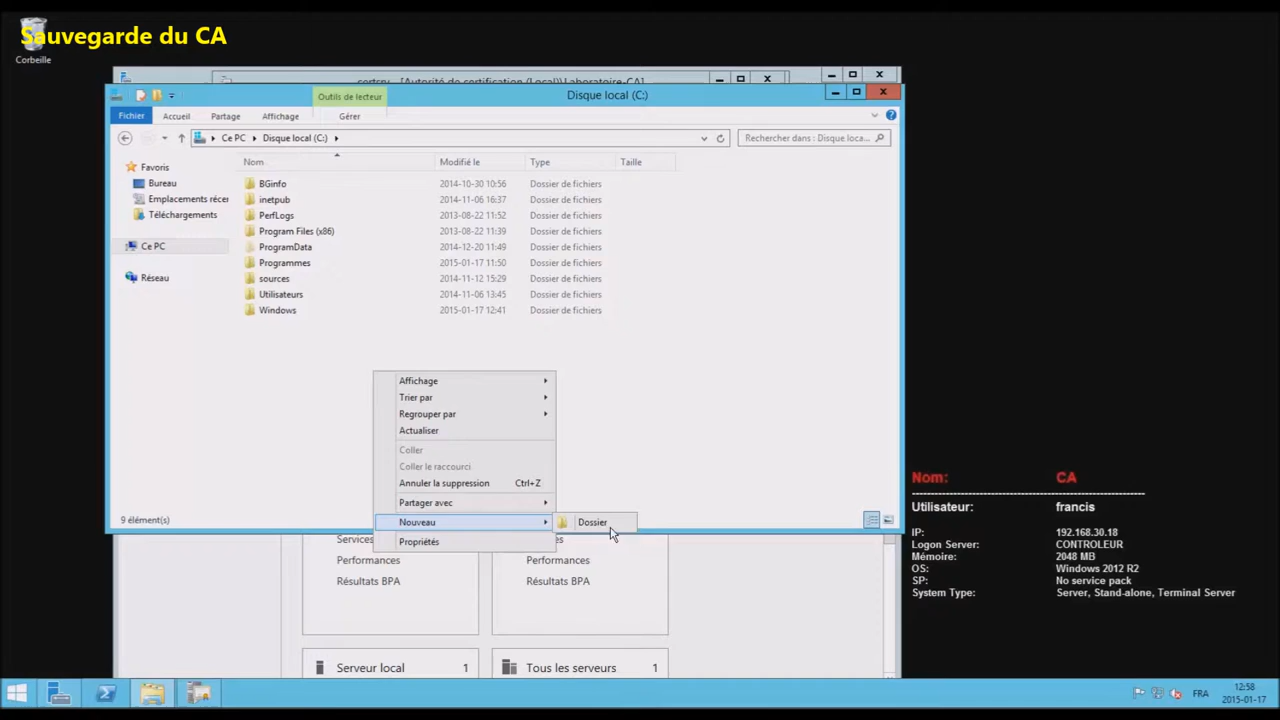 Sauvegarde du CA
Corbeille
certsrv - [Autorité de certification (Local)\Laboratoire-CA]
Outils de lecteur
Disque local (C:)
Fichier Accueil Partage Affichage Gérer
Ce PC Disque local (C:)
Rechercher dans : Disque loca...
Nom Modifié le Type Taille
Favoris
Bureau
Emplacements récer
Téléchargements
Ce PC
Réseau
BGinfo 2014-10-30 10:56 Dossier de fichiers
inetpub 2014-11-06 16:37 Dossier de fichiers
PerfLogs 2013-08-22 11:52 Dossier de fichiers
Program Files (x86) 2013-08-22 11:39 Dossier de fichiers
ProgramData 2014-12-20 11:49 Dossier de fichiers
Programmes 2015-01-17 11:50 Dossier de fichiers
sources 2014-11-12 15:29 Dossier de fichiers
Utilisateurs 2014-11-06 13:45 Dossier de fichiers
Windows 2015-01-17 12:41 Dossier de fichiers
Affichage
Trier par
Regrouper par
Actualiser
Coller
Coller le raccourci
Annuler la suppression Ctrl+Z
Partager avec
Nouveau
Dossier
Propriétés
9 élément(s)
Services
Performances
Résultats BPA
Performances
Résultats BPA
Serveur local 1
Tous les serveurs 1
Nom: CA
Utilisateur: francis
IP: 192.168.30.18
Logon Server: CONTROLEUR
Mémoire: 2048 MB
OS: Windows 2012 R2
SP: No service pack
System Type: Server, Stand-alone, Terminal Server
FRA
12:58
2015-01-17